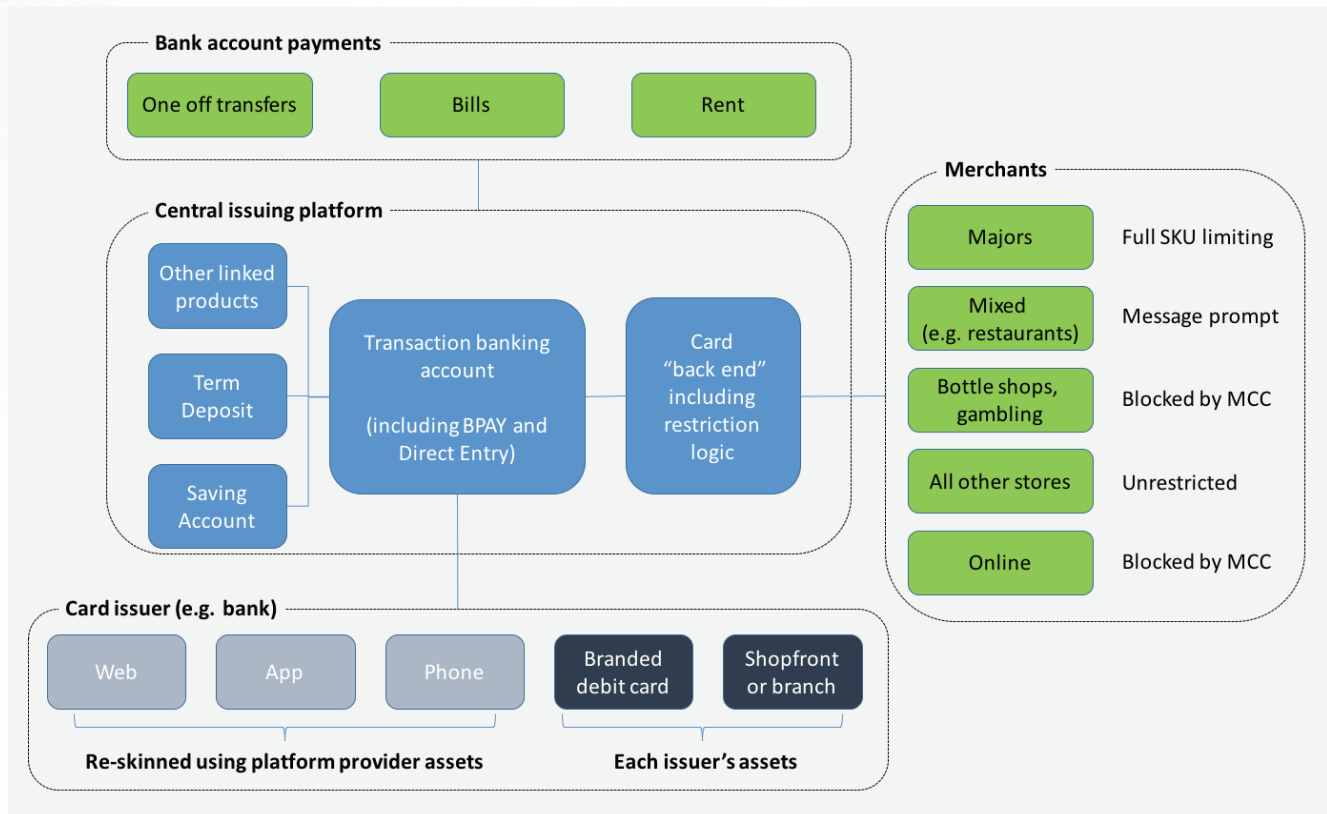 Bank account payments
One off transfers
Bills
Rent
Central issuing platform
Other linked
products
Term
Deposit
Saving
Account
Transaction banking
account
(including BPAY and
Direct Entry)
Card
“back end”
including
restriction
logic
Merchants
Majors
Full SKU limiting
Mixed
(e.g. restaurants)
Message prompt
Bottle shops,
gambling
Blocked by MCC
All other stores
Unrestricted
Online
Blocked by MCC
Card issuer (e.g. bank)
Web
App
Phone
Branded
debit card
Shopfront
or branch
Re-skinned using platform provider assets
Each issuer’s assets